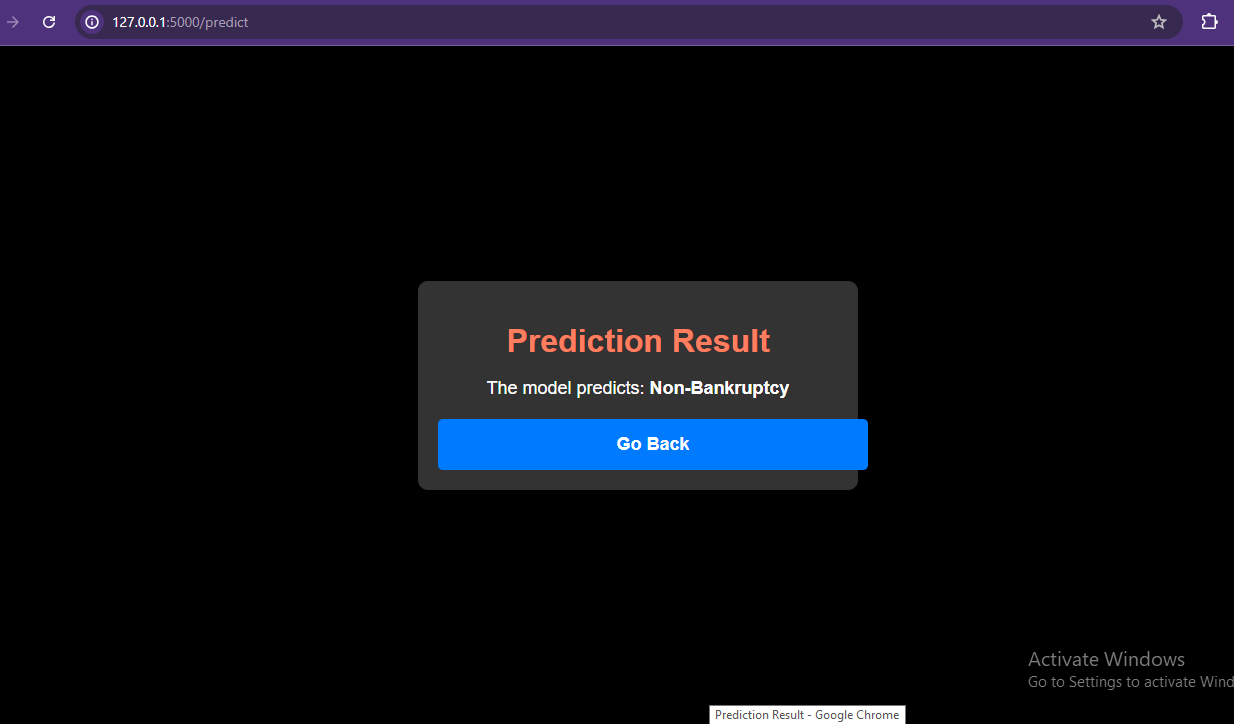 127.0.0.1:5000/predict
Prediction Result
The model predicts: Non-Bankruptcy
Go Back
Activate Windows
Go to Settings to activate Wind
Prediction Result - Google Chrome